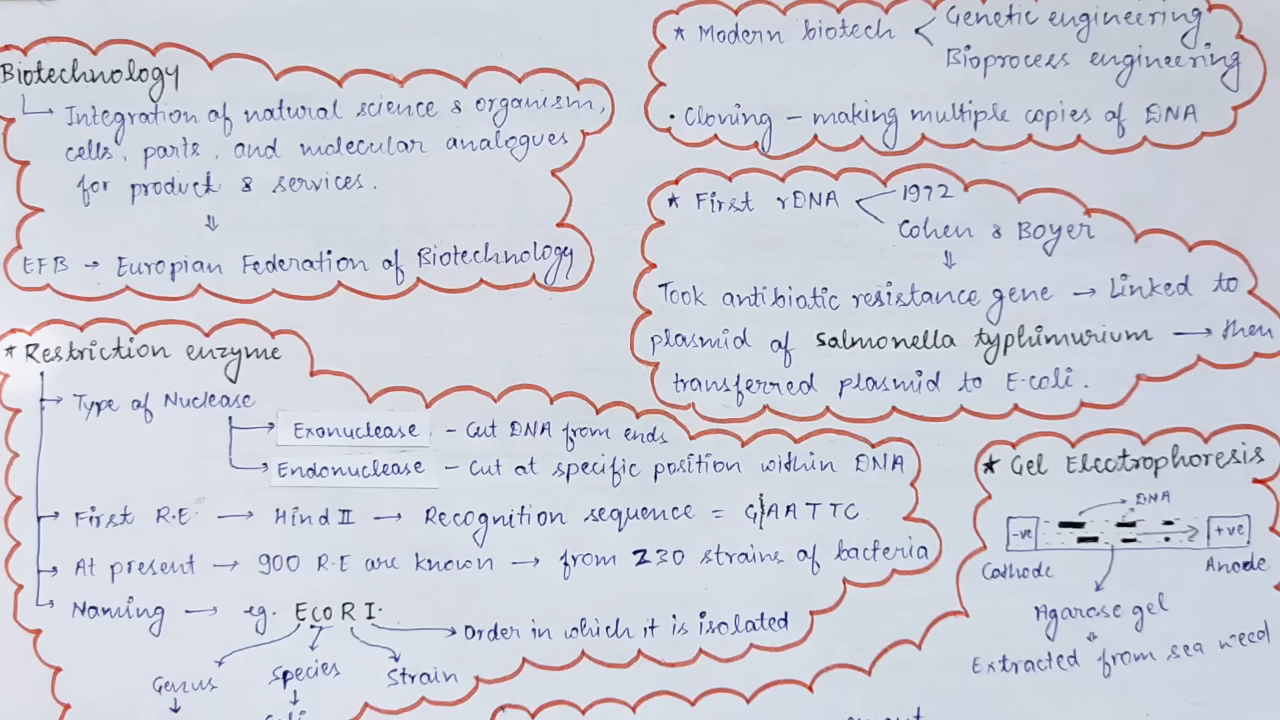 Biotechnology
Integration of natural science & organism,
cells, parts, and molecular analogues
for product & services.
⇓
EFB → Europian Federation of Biotechnology
* Modern biotech < Genetic engineering
Bioprocess engineering
• Cloning – making multiple copies of DNA
* First rDNA < 1972
Cohen & Boyer
⇓
Took antibiotic resistance gene → Linked to
plasmid of Salmonella typhimurium → then
transferred plasmid to E.coli.
* Restriction enzyme
→ Type of Nuclease
→ Exonuclease – Cut DNA from ends
→ Endonuclease – Cut at specific position within DNA
→ First R.E. → Hind II → Recognition sequence = G|AATTC
→ At present → 900 R.E are known → from 230 strains of bacteria
Naming → eg. EcoR I.
Order in which it is isolated
Genus
Species
Strain
* Gel Electrophoresis
DNA
-ve
+ve
Cathode
Anode
Agarose gel
Extracted from sea weed